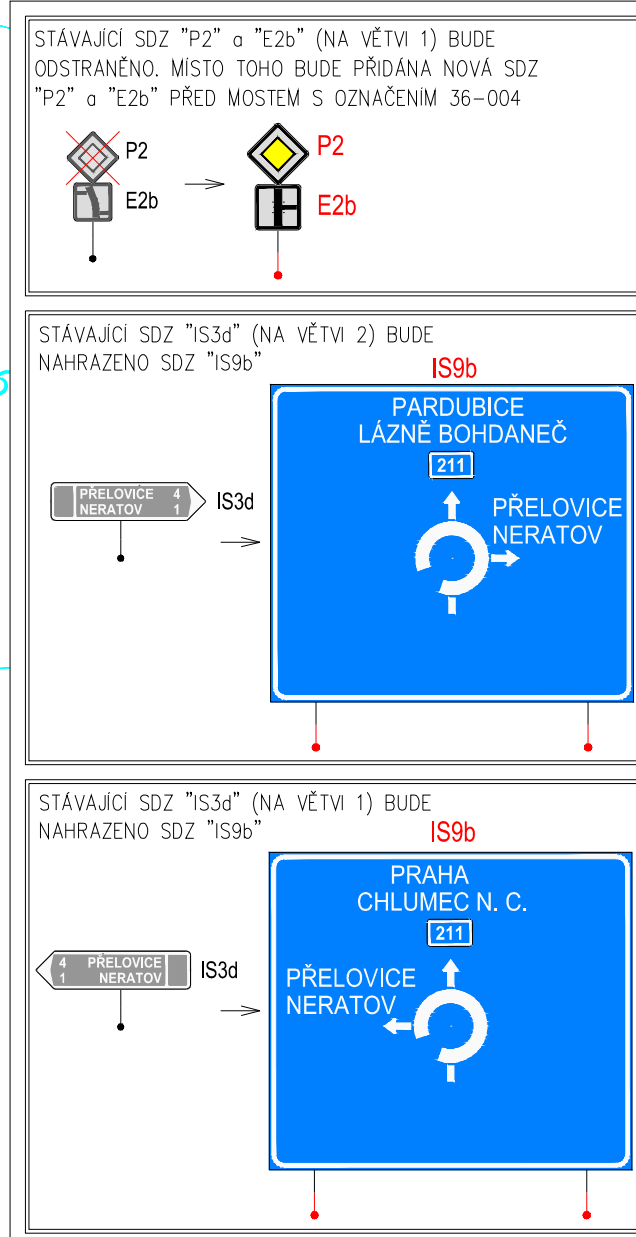 STÁVAJÍCÍ SDZ "P2" a "E2b" (NA VĚTVI 1) BUDE
ODSTRANĚNO. MÍSTO TOHO BUDE PŘIDÁNA NOVÁ SDZ
"P2" a "E2b" PŘED MOSTEM S OZNAČENÍM 36-004
P2
E2b
P2
E2b
STÁVAJÍCÍ SDZ "IS3d" (NA VĚTVI 2) BUDE
NAHRAZENO SDZ "IS9b"
IS9b
PŘELOVICE 4
NERATOV 1
IS3d
PARDUBICE
LÁZNĚ BOHDANEČ
211
PŘELOVICE
NERATOV
STÁVAJÍCÍ SDZ "IS3d" (NA VĚTVI 1) BUDE
NAHRAZENO SDZ "IS9b"
IS9b
4 PŘELOVICE
1 NERATOV
IS3d
PRAHA
CHLUMEC N. C.
211
PŘELOVICE
NERATOV